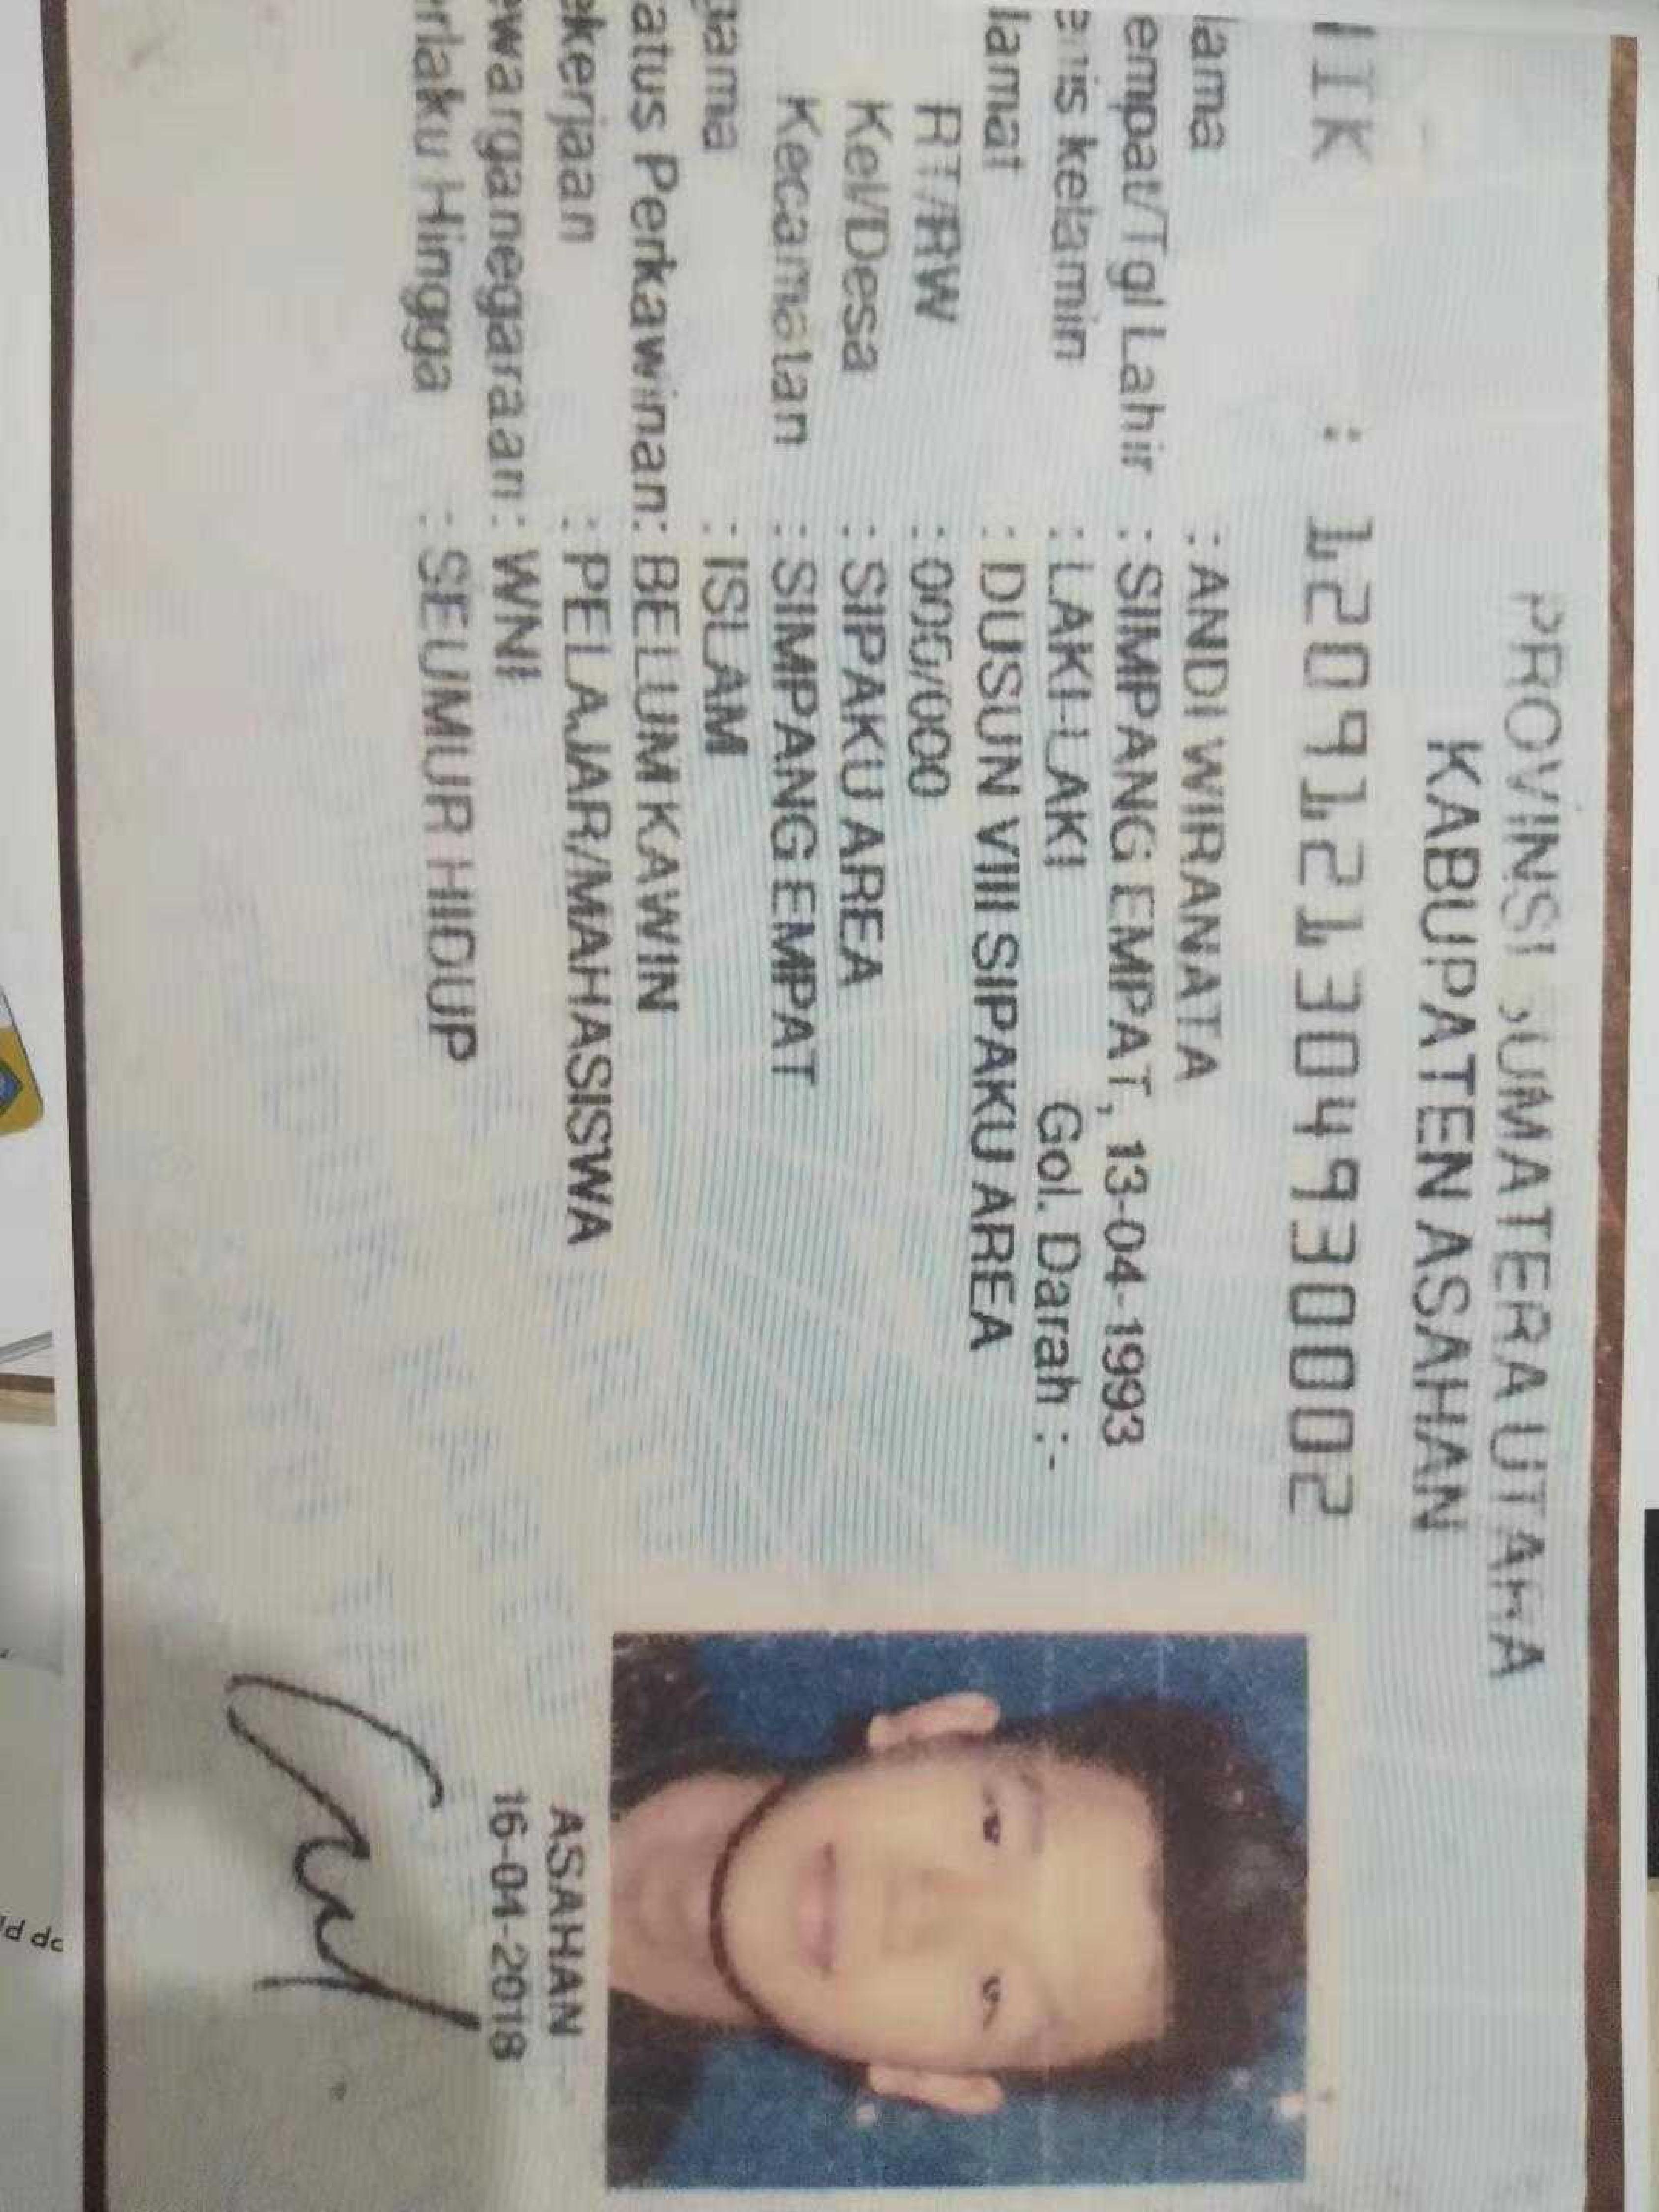 PROVINSI SUMATERA UTARA
KABUPATEN ASAHAN
NIK : 1209121304930002
lama : ANDI WIRANATA
empat/Tgl Lahir : SIMPANG EMPAT, 13-04-1993
enis kelamin : LAKI-LAKI Gol. Darah :-
lamat : DUSUN VIII SIPAKU AREA
RT/RW : 000/000
Kel/Desa : SIPAKU AREA
Kecamatan : SIMPANG EMPAT
gama : ISLAM
atus Perkawinan: BELUM KAWIN
ekerjaan : PELAJAR/MAHASISWA
ewarganegaraan: WNI
erlaku Hingga : SEUMUR HIDUP
ASAHAN
16-04-2018